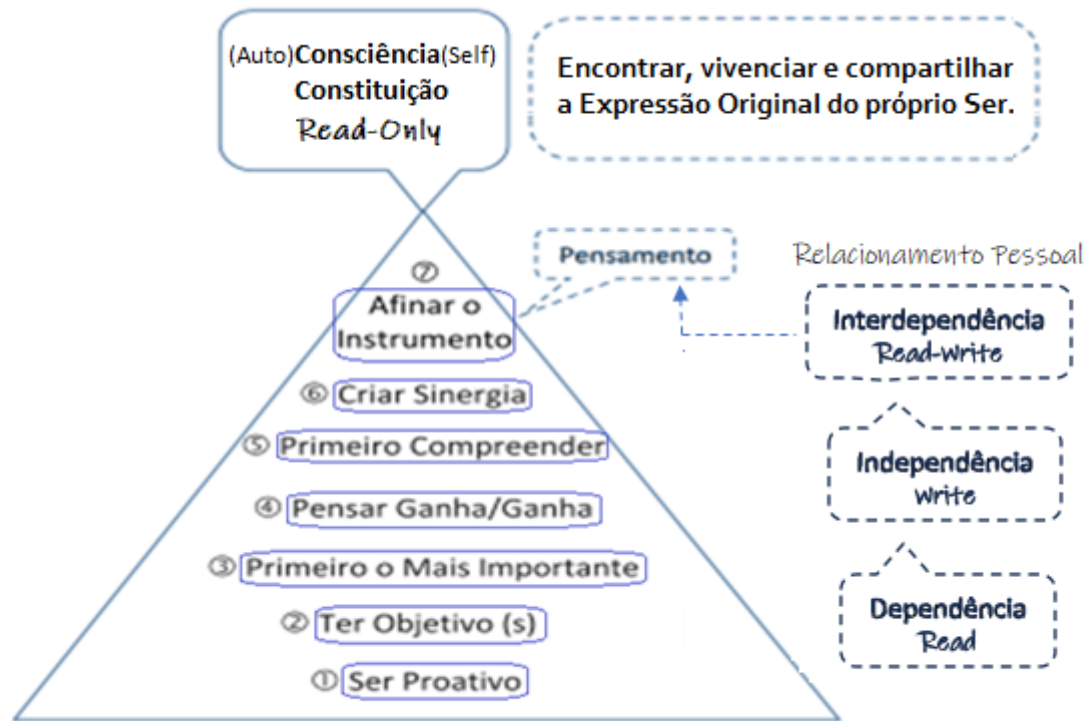 (Auto)Consciência(Self)
Constituição
Read-Only
Encontrar, vivenciar e compartilhar
a Expressão Original do próprio Ser.
Pensamento
⑦
Afinar o
Instrumento
⑥ Criar Sinergia
⑤ Primeiro Compreender
④ Pensar Ganha/Ganha
③ Primeiro o Mais Importante
② Ter Objetivo (s)
① Ser Proativo
Relacionamento Pessoal
Interdependência
Read-Write
Independência
Write
Dependência
Read